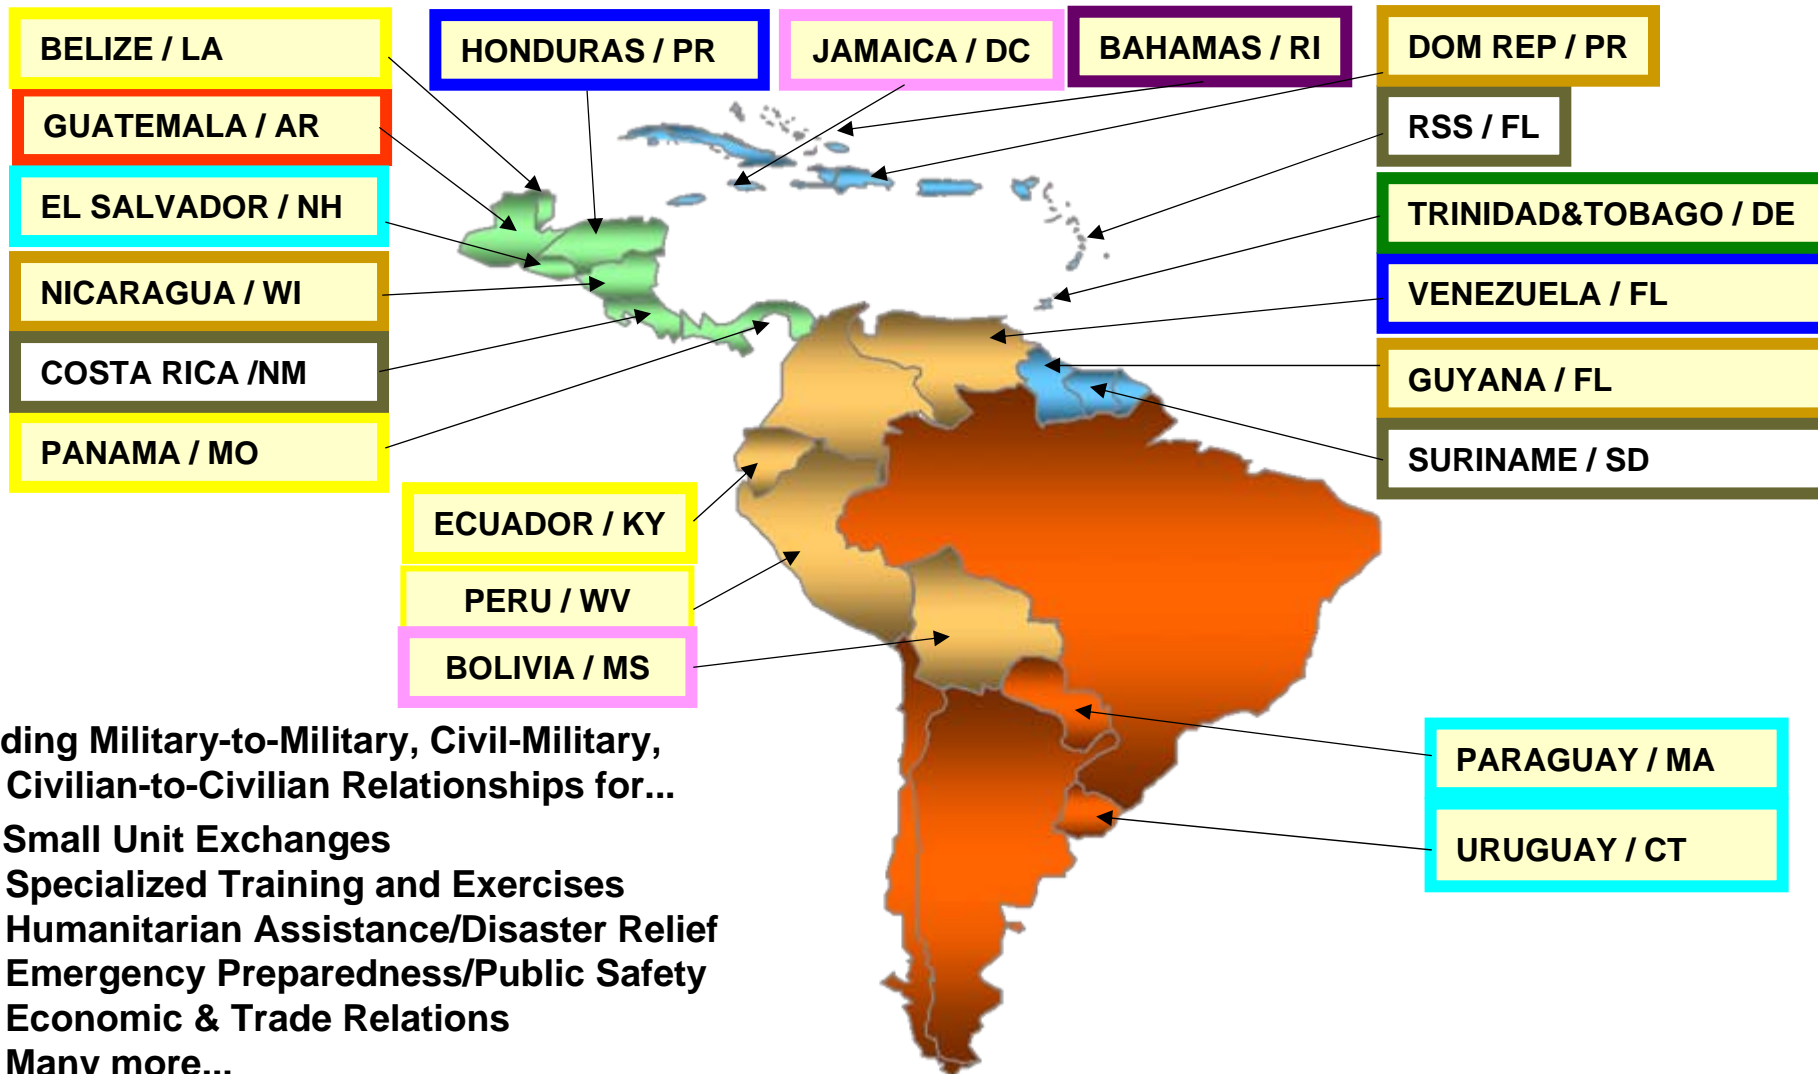 BELIZE / LA
HONDURAS / PR
JAMAICA / DC
BAHAMAS / RI
DOM REP / PR
GUATEMALA / AR
RSS / FL
EL SALVADOR / NH
TRINIDAD&TOBAGO / DE
NICARAGUA / WI
VENEZUELA / FL
COSTA RICA /NM
GUYANA / FL
PANAMA / MO
SURINAME / SD
ECUADOR / KY
PERU / WV
BOLIVIA / MS
PARAGUAY / MA
URUGUAY / CT
ding Military-to-Military, Civil-Military,
Civilian-to-Civilian Relationships for...
Small Unit Exchanges
Specialized Training and Exercises
Humanitarian Assistance/Disaster Relief
Emergency Preparedness/Public Safety
Economic & Trade Relations
Many more...